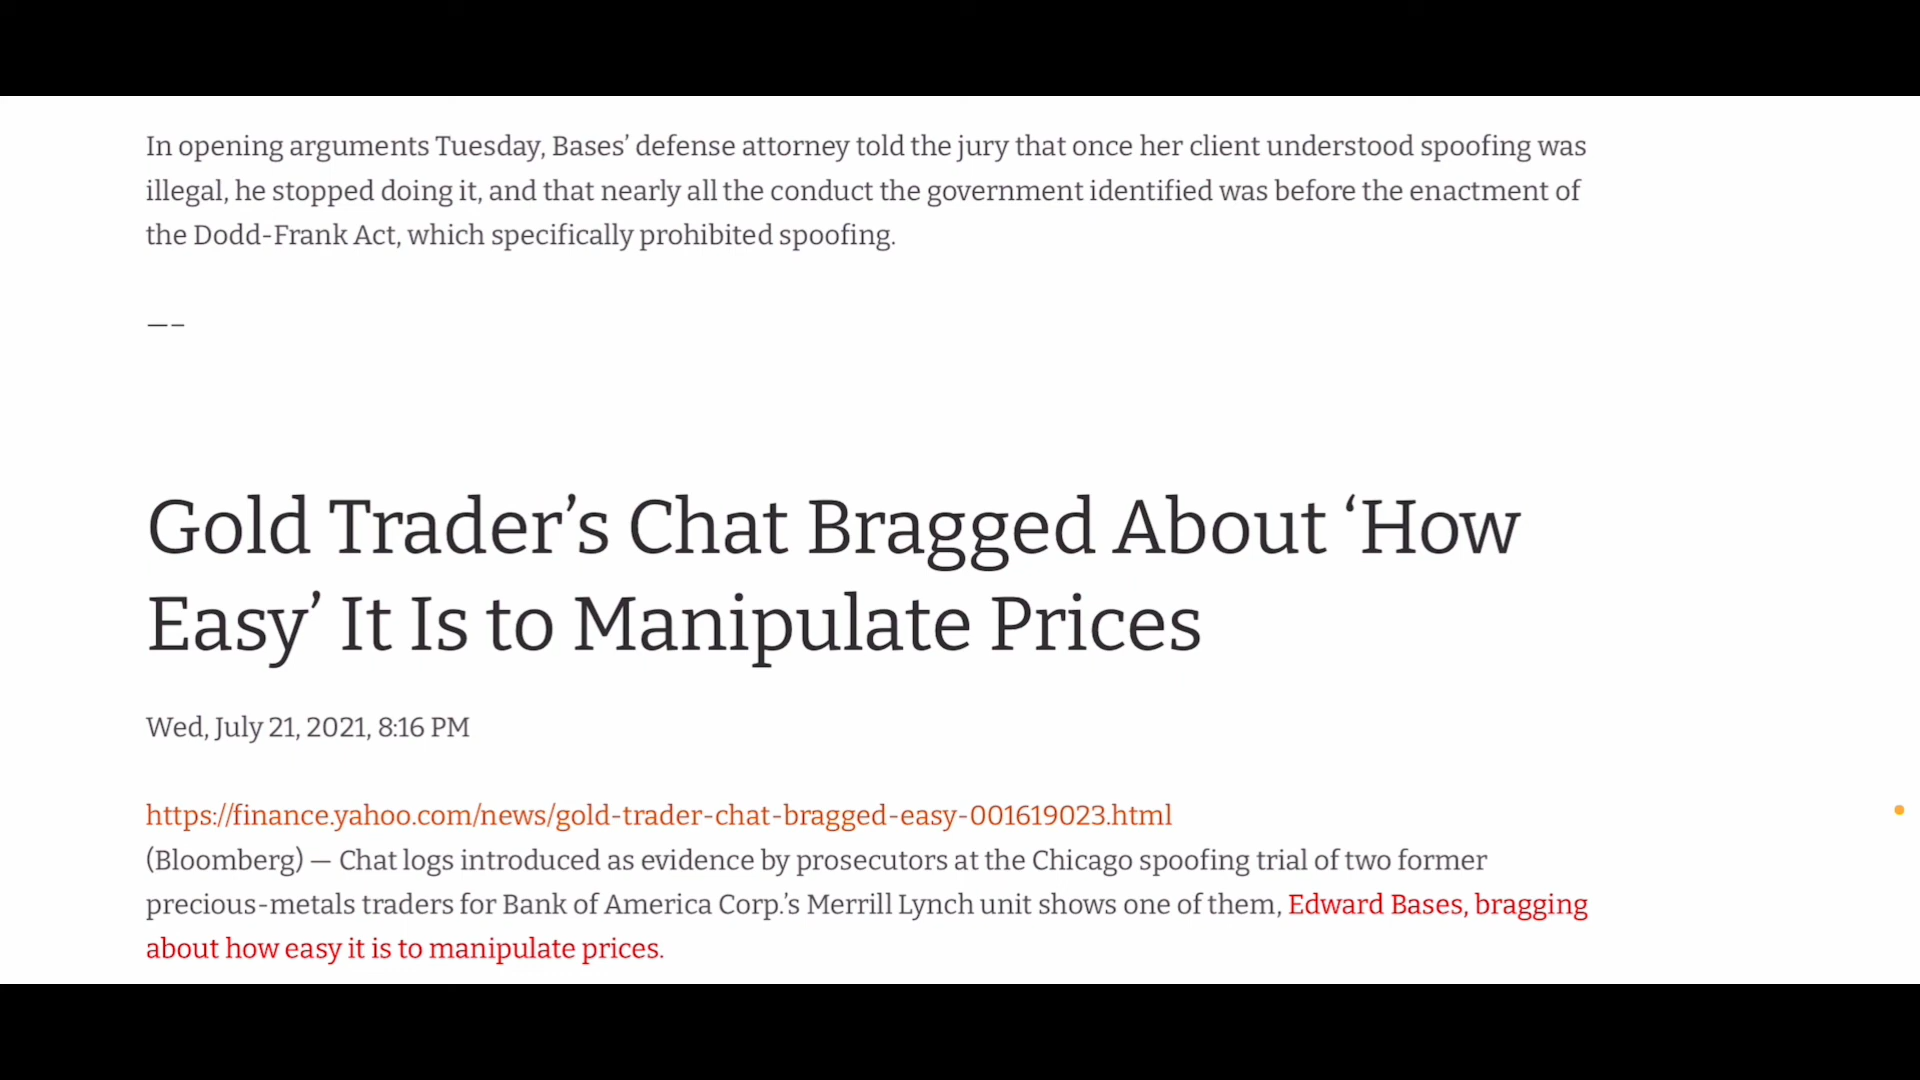 In opening arguments Tuesday, Bases’ defense attorney told the jury that once her client understood spoofing was
illegal, he stopped doing it, and that nearly all the conduct the government identified was before the enactment of
the Dodd-Frank Act, which specifically prohibited spoofing.
—–
Gold Trader’s Chat Bragged About ‘How
Easy’ It Is to Manipulate Prices
Wed, July 21, 2021, 8:16 PM
https://finance.yahoo.com/news/gold-trader-chat-bragged-easy-001619023.html
(Bloomberg) — Chat logs introduced as evidence by prosecutors at the Chicago spoofing trial of two former
precious-metals traders for Bank of America Corp.’s Merrill Lynch unit shows one of them, Edward Bases, bragging
about how easy it is to manipulate prices.